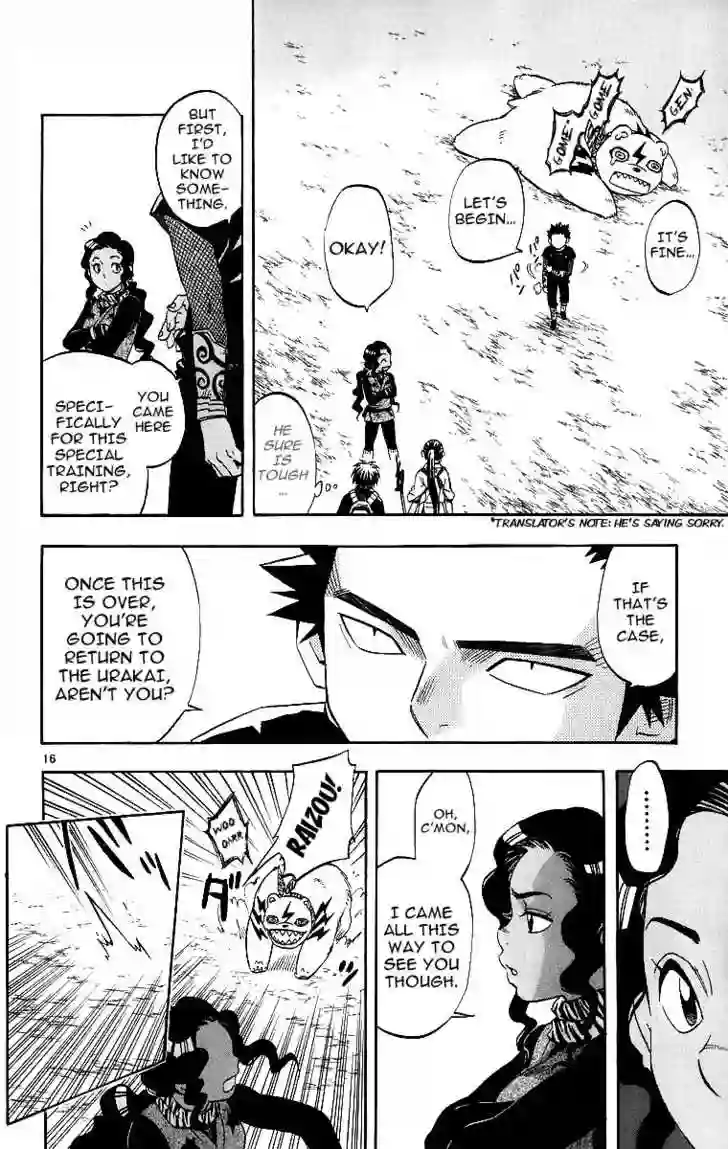 GEN
GOME
GOME
IT'S
FINE...
LET'S
BEGIN...
OKAY!
HE
SURE IS
TOUGH
...
*TRANSLATOR'S NOTE: HE'S SAYING SORRY.
BUT
FIRST,
I'D
LIKE TO
KNOW
SOME-
THING.
YOU
CAME
HERE
SPECI-
FICALLY
FOR THIS
SPECIAL
TRAINING,
RIGHT?
IF
THAT'S
THE
CASE,
ONCE THIS
IS OVER,
YOU'RE
GOING TO
RETURN TO
THE URAKAI,
AREN'T YOU?
16
.........
OH,
C'MON,
I CAME
ALL THIS
WAY TO
SEE YOU
THOUGH.
RAIZOU!
WOO
ダ